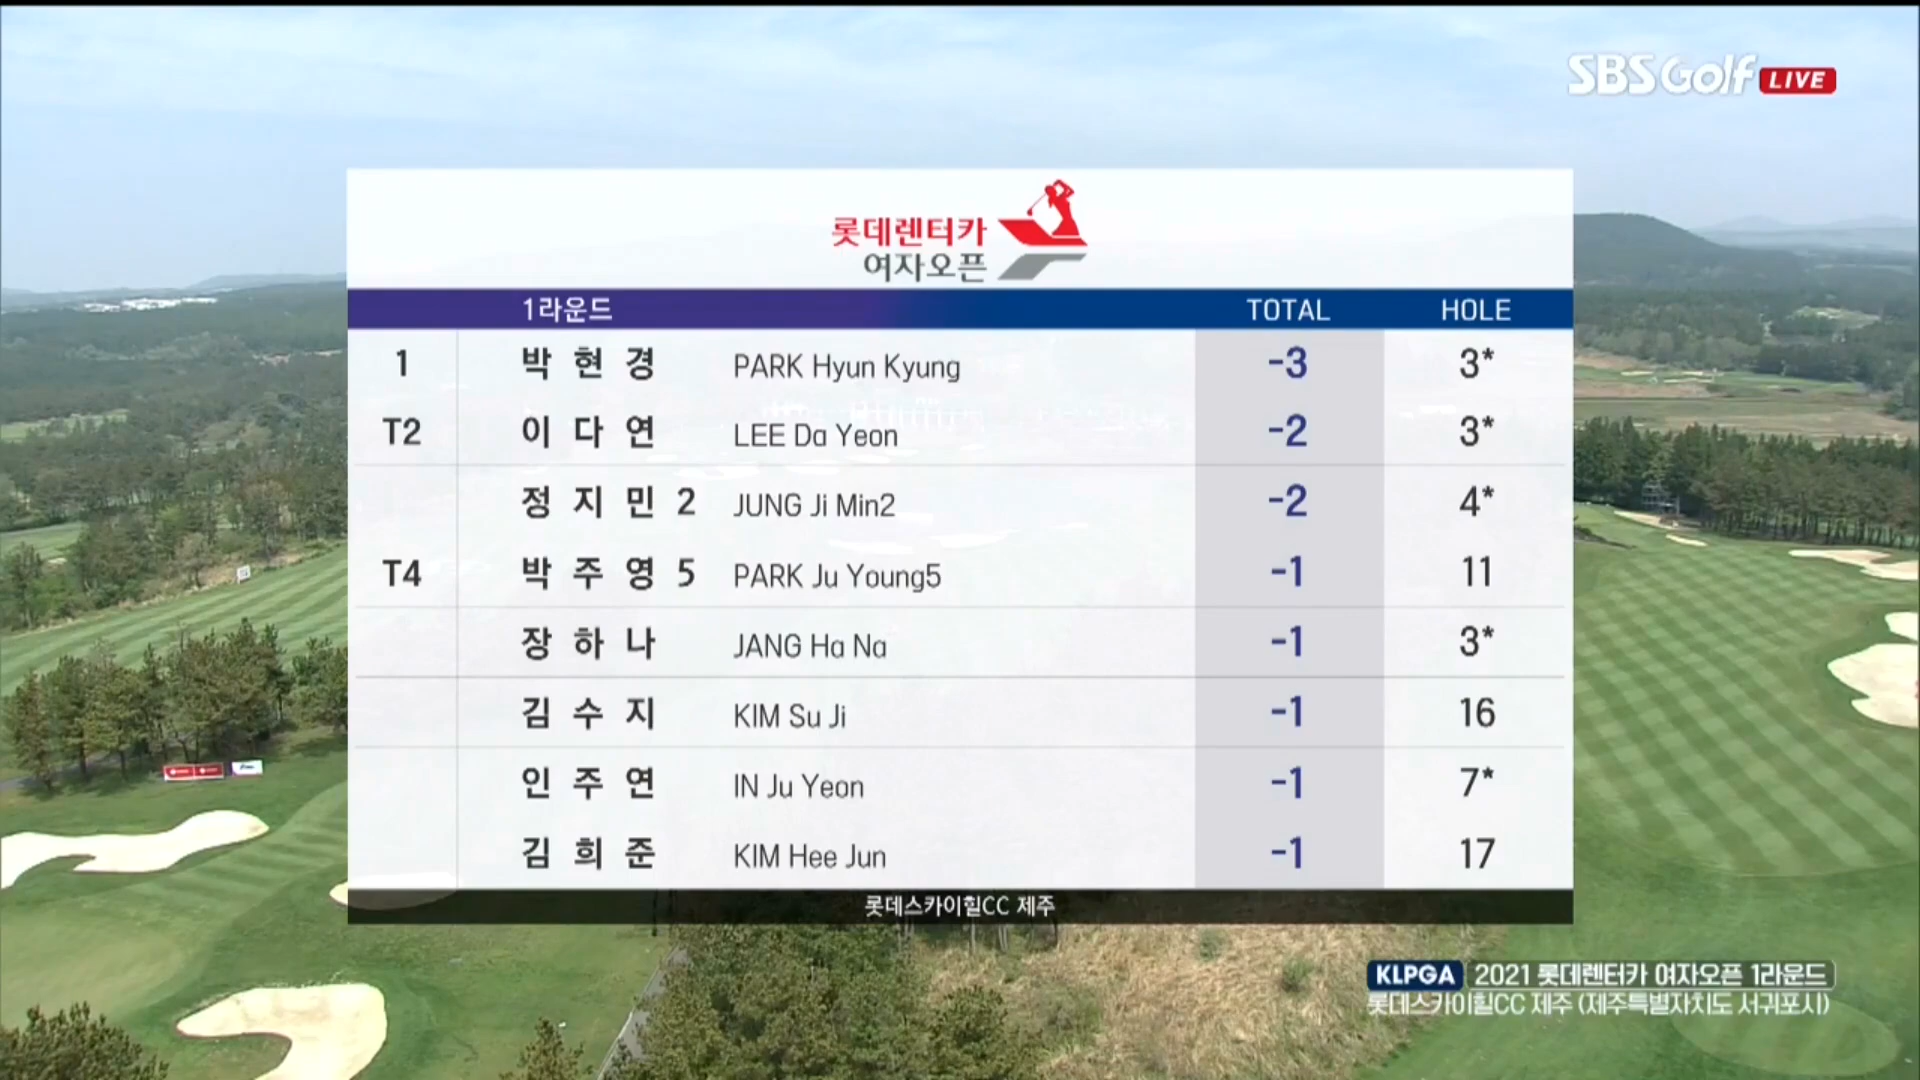 SBS Golf LIVE
롯데렌터카
여자오픈
1라운드 TOTAL HOLE
1 박현경 PARK Hyun Kyung -3 3*
T2 이다연 LEE Da Yeon -2 3*
정지민2 JUNG Ji Min2 -2 4*
T4 박주영5 PARK Ju Young5 -1 11
장하나 JANG Ha Na -1 3*
김수지 KIM Su Ji -1 16
인주연 IN Ju Yeon -1 7*
김희준 KIM Hee Jun -1 17
롯데스카이힐CC 제주
KLPGA 2021 롯데렌터카 여자오픈 1라운드
롯데스카이힐CC 제주 (제주특별자치도 서귀포시)